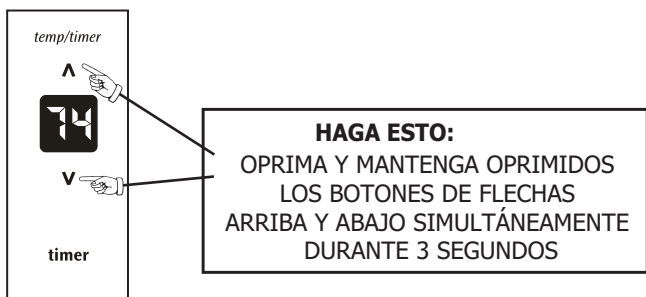 temp/timer
∧
74
∨
timer
HAGA ESTO:
OPRIMA Y MANTENGA OPRIMIDOS
LOS BOTONES DE FLECHAS
ARRIBA Y ABAJO SIMULTÁNEAMENTE
DURANTE 3 SEGUNDOS